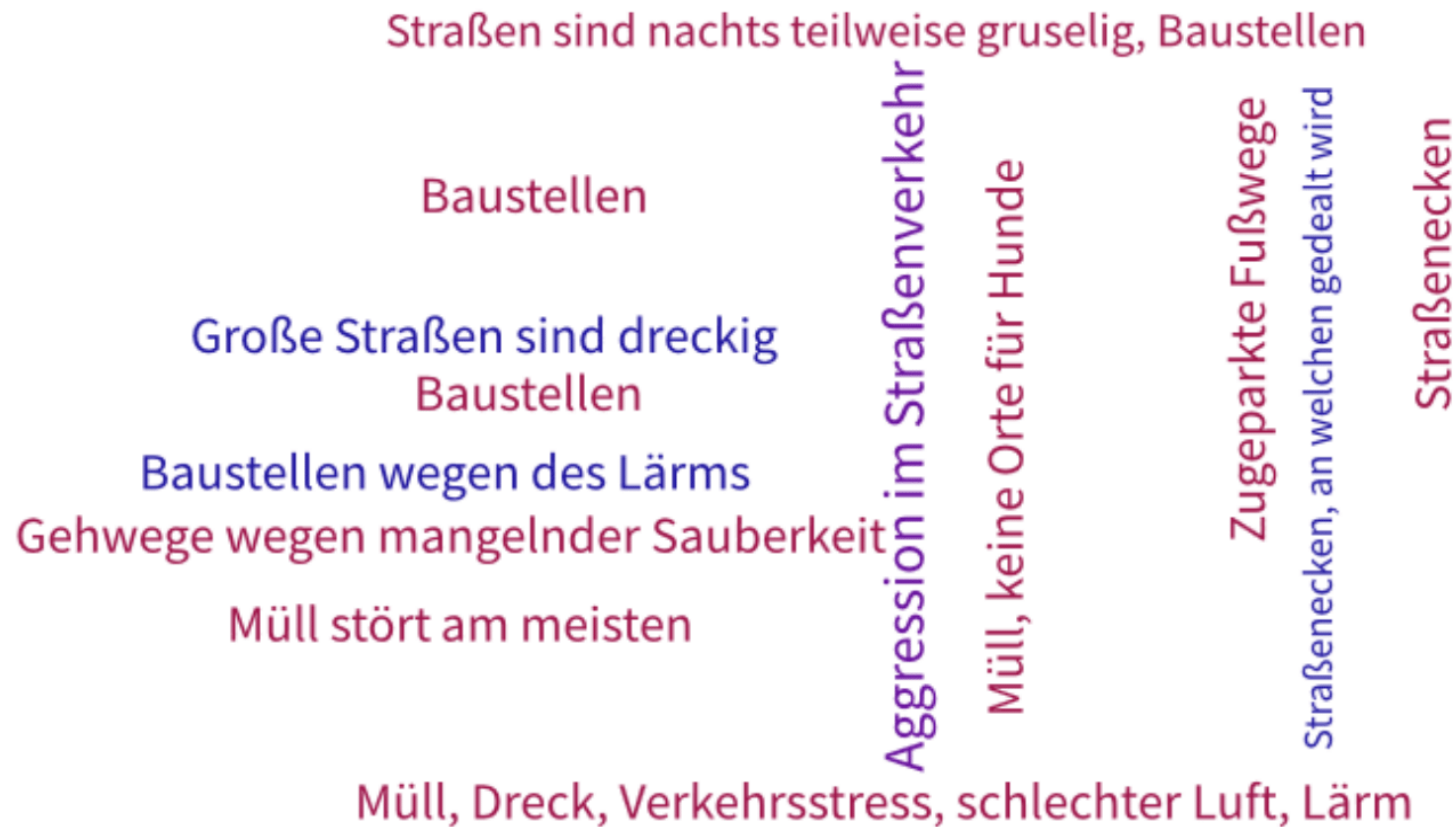 Straßen sind nachts teilweise gruselig, Baustellen
Baustellen
Große Straßen sind dreckig
Baustellen
Baustellen wegen des Lärms
Gehwege wegen mangelnder Sauberkeit
Müll stört am meisten
Aggression im Straßenverkehr
Müll, keine Orte für Hunde
Zugeparkte Fußwege
Straßenecken, an welchen gedealt wird
Straßenecken
Müll, Dreck, Verkehrsstress, schlechter Luft, Lärm